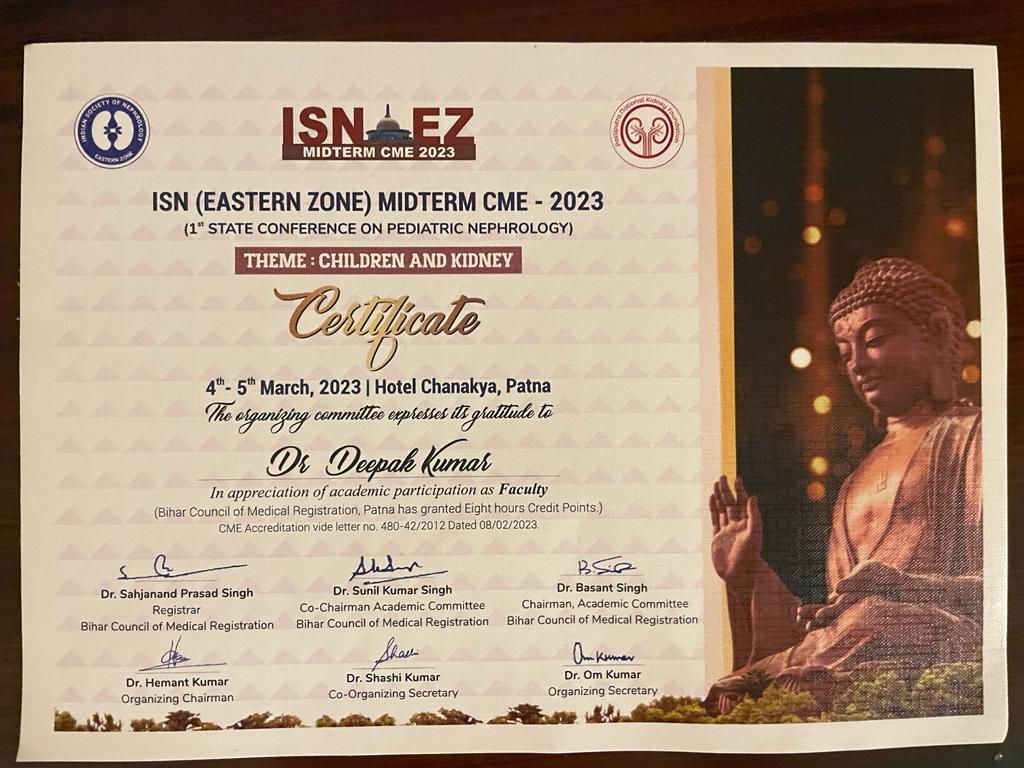 INDIAN SOCIETY OF NEPHROLOGY
EASTERN ZONE
ISN EZ
MIDTERM CME 2023
Patliputra National Kidney Foundation
ISN (EASTERN ZONE) MIDTERM CME - 2023
(1st STATE CONFERENCE ON PEDIATRIC NEPHROLOGY)
THEME : CHILDREN AND KIDNEY
Certificate
4th- 5th March, 2023 | Hotel Chanakya, Patna
The organizing committee expresses its gratitude to
Dr Deepak Kumar
In appreciation of academic participation as Faculty
(Bihar Council of Medical Registration, Patna has granted Eight hours Credit Points.)
CME Accreditation vide letter no. 480-42/2012 Dated 08/02/2023.
Dr. Sahjanand Prasad Singh
Registrar
Bihar Council of Medical Registration
Dr. Sunil Kumar Singh
Co-Chairman Academic Committee
Bihar Council of Medical Registration
Dr. Basant Singh
Chairman, Academic Committee
Bihar Council of Medical Registration
Dr. Hemant Kumar
Organizing Chairman
Dr. Shashi Kumar
Co-Organizing Secretary
Om Kumar
Dr. Om Kumar
Organizing Secretary